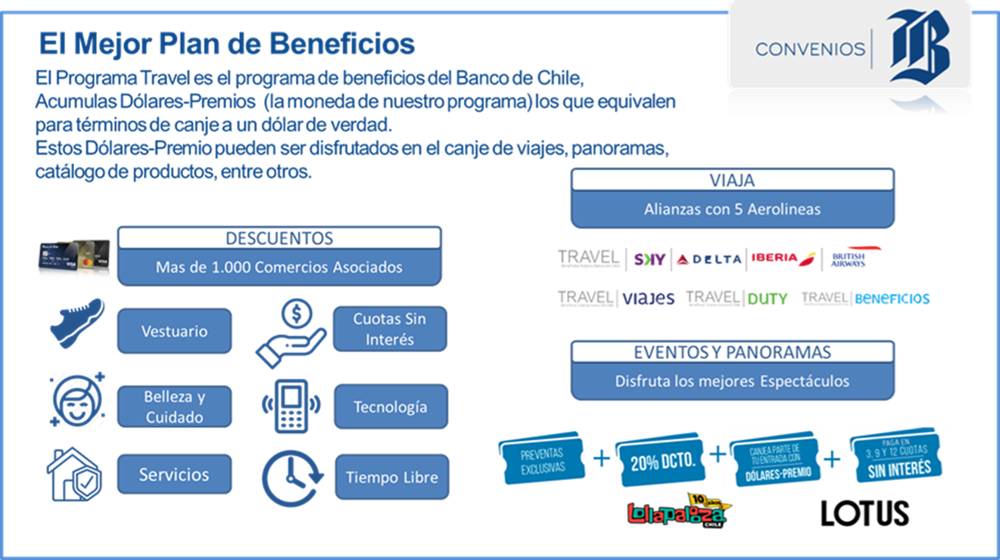 El Mejor Plan de Beneficios
CONVENIOS
El Programa Travel es el programa de beneficios del Banco de Chile,
Acumulas Dólares-Premios (la moneda de nuestro programa) los que equivalen
para términos de canje a un dólar de verdad.
Estos Dólares-Premio pueden ser disfrutados en el canje de viajes, panoramas,
catálogo de productos, entre otros.
DESCUENTOS
Mas de 1.000 Comercios Asociados
Vestuario
Cuotas Sin
Interés
Belleza y
Cuidado
Tecnología
Servicios
Tiempo Libre
VIAJA
Alianzas con 5 Aerolineas
TRAVEL SKY DELTA IBERIA BRITISH
AIRWAYS
TRAVEL VIAJES TRAVEL DUTY TRAVEL BENEFICIOS
EVENTOS Y PANORAMAS
Disfruta los mejores Espectáculos
PREVENTAS
EXCLUSIVAS
+
20% DCTO.
+
CANJEA PARTE DE
TU ENTRADA CON
DÓLARES-PREMIO
+
PAGA EN
3, 9 Y 12 CUOTAS
SIN INTERÉS
10 AÑOS
Lollapalooza
CHILE
LOTUS